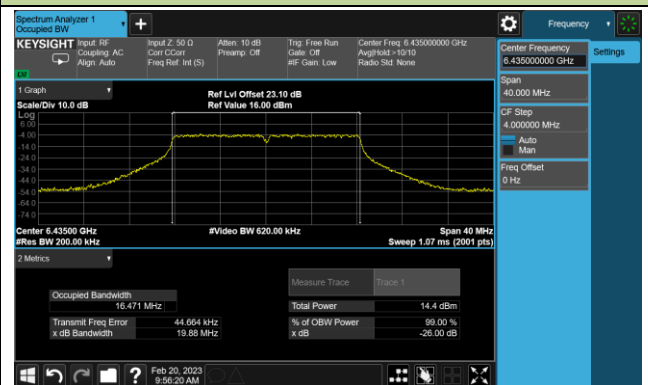 Spectrum Analyzer 1
Occupied BW
Frequency
KEYSIGHT
Input: RF
Coupling: AC
Align: Auto
Input Z: 50 Ω
Corr CCorr
Freq Ref: Int (S)
Atten: 10 dB
Preamp: Off
Trig: Free Run
Gate: Off
#IF Gain: Low
Center Freq: 6.435000000 GHz
Avg|Hold:>10/10
Radio Std: None
Center Frequency
6.435000000 GHz
Settings
Span
40.000 MHz
CF Step
4.000000 MHz
Auto
Man
Freq Offset
0 Hz
1 Graph
Ref Lvl Offset 23.10 dB
Scale/Div 10.0 dB
Ref Value 16.00 dBm
Log
6.00
-4.00
-14.0
-24.0
-34.0
-44.0
-54.0
-64.0
-74.0
Center 6.43500 GHz
#Video BW 620.00 kHz
Span 40 MHz
#Res BW 200.00 kHz
Sweep 1.07 ms (2001 pts)
2 Metrics
Measure Trace
Trace 1
Occupied Bandwidth
16.471 MHz
Total Power
14.4 dBm
Transmit Freq Error
44.664 kHz
% of OBW Power
99.00 %
x dB Bandwidth
19.88 MHz
x dB
-26.00 dB
Feb 20, 2023
9:56:20 AM